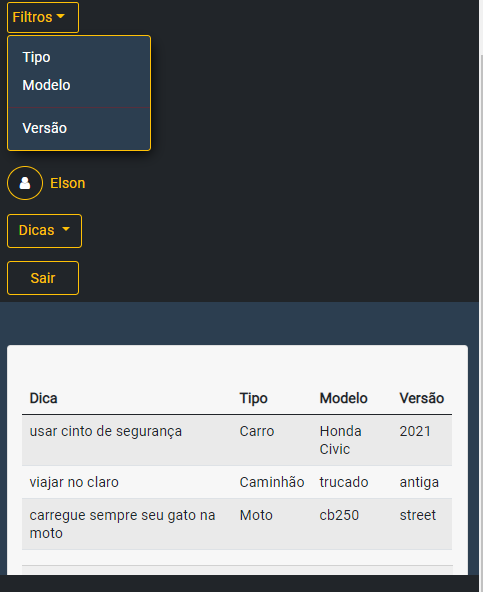 Filtros
Tipo
Modelo
Versão
Elson
Dicas
Sair
Dica Tipo Modelo Versão
usar cinto de segurança Carro Honda Civic 2021
viajar no claro Caminhão trucado antiga
carregue sempre seu gato na moto Moto cb250 street